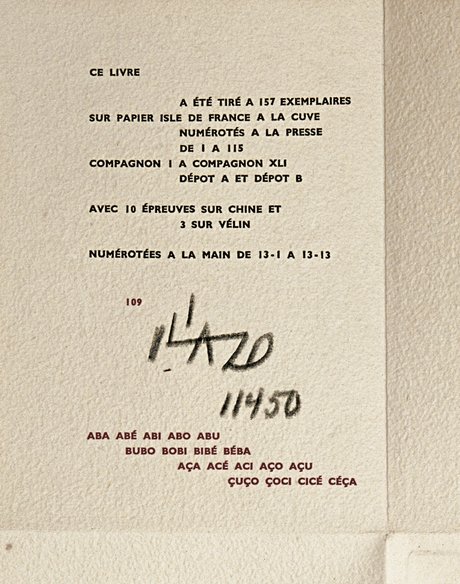 CE LIVRE
A ÉTÉ TIRÉ A 157 EXEMPLAIRES
SUR PAPIER ISLE DE FRANCE A LA CUVE
NUMÉROTÉS A LA PRESSE
DE 1 A 115
COMPAGNON I A COMPAGNON XLI
DÉPOT A ET DÉPOT B
AVEC 10 ÉPREUVES SUR CHINE ET
3 SUR VÉLIN
NUMÉROTÉES A LA MAIN DE 13-1 A 13-13
109
ILIAZD
11450
ABA ABÉ ABI ABO ABU
BUBO BOBI BIBÉ BÉBA
AÇA ACÉ ACI AÇO AÇU
ÇUÇO ÇOCI CICÉ CÉÇA